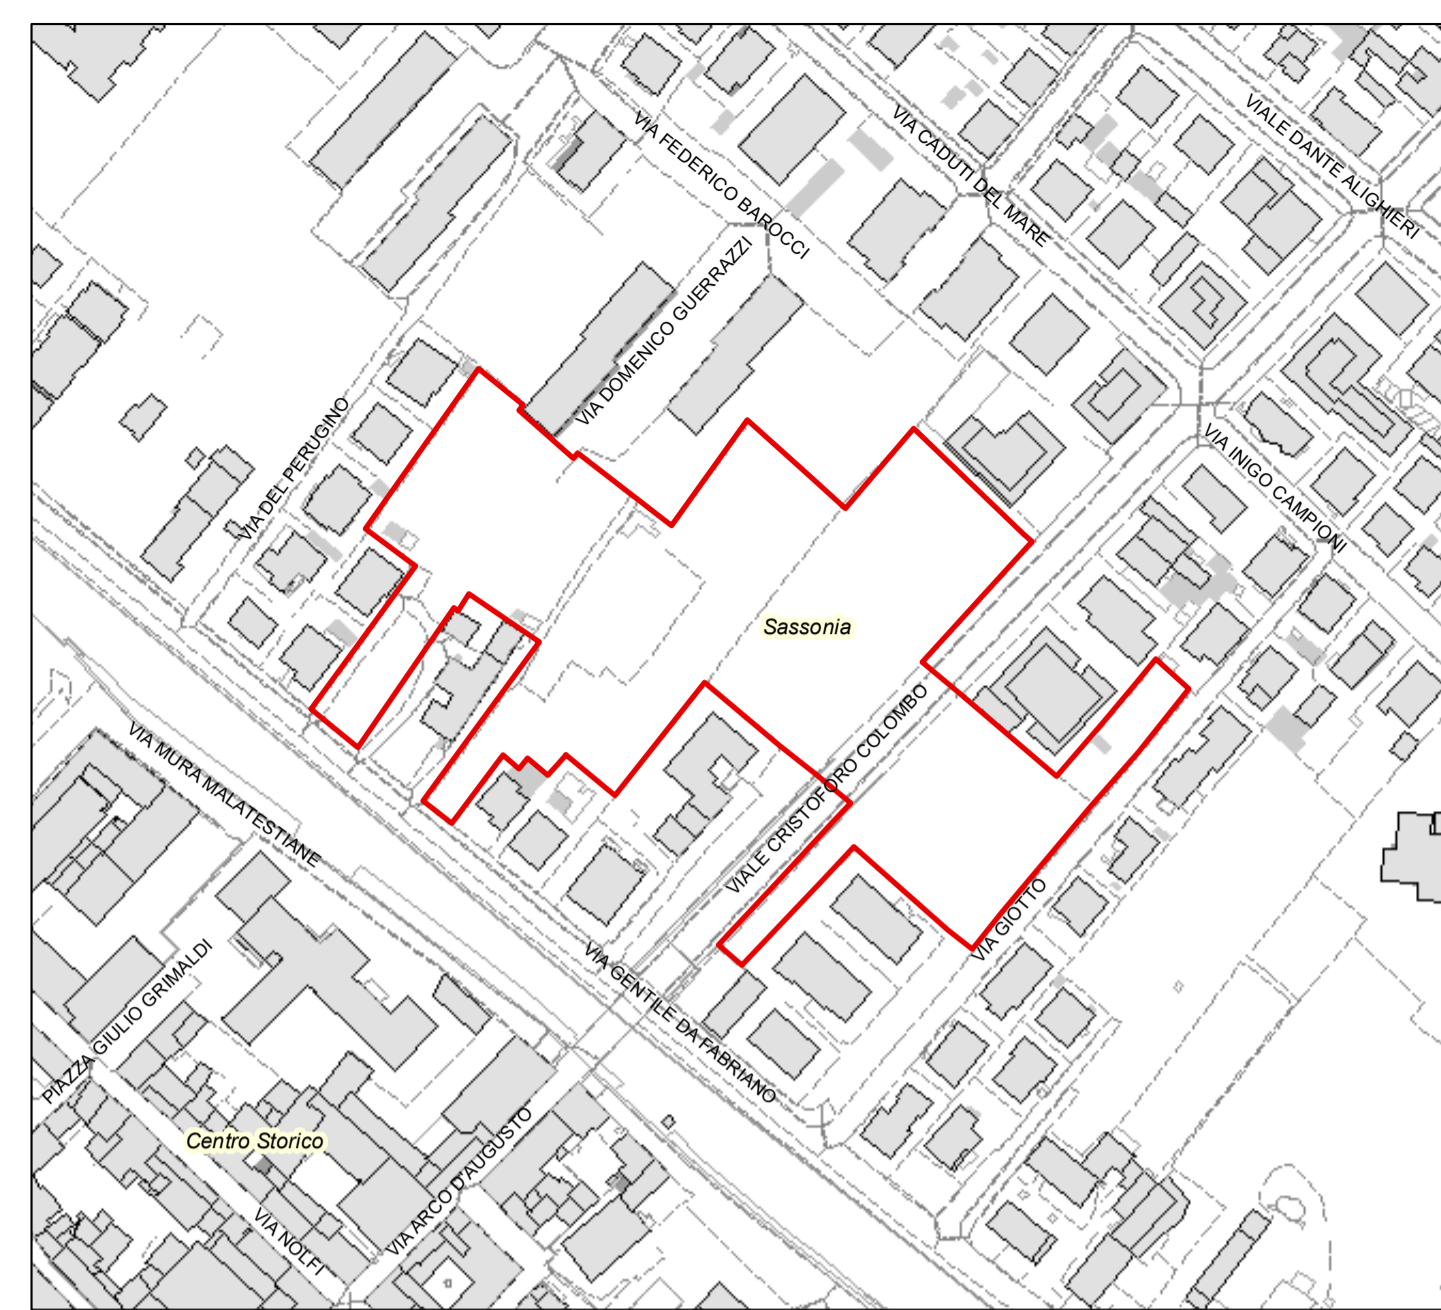 VIA FEDERICO BAROCCI
VIA CADUTI DEL MARE
VIALE DANTE ALIGHIERI
VIA DOMENICO GUERRAZZI
VIA DEL PERUGINO
VIA INIGO CAMPIONI
Sassonia
VIALE CRISTOFORO COLOMBO
VIA MURA MALATESTIANE
VIA GIOTTO
VIA GENTILE DA FABRIANO
PIAZZA GIULIO GRIMALDI
Centro Storico
VIA ARCO D'AUGUSTO
VIA NOLFI